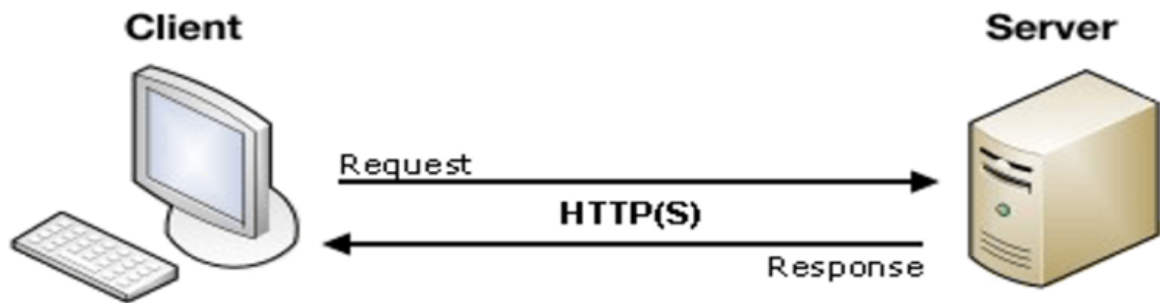 Client
Server
Request
HTTP(S)
Response